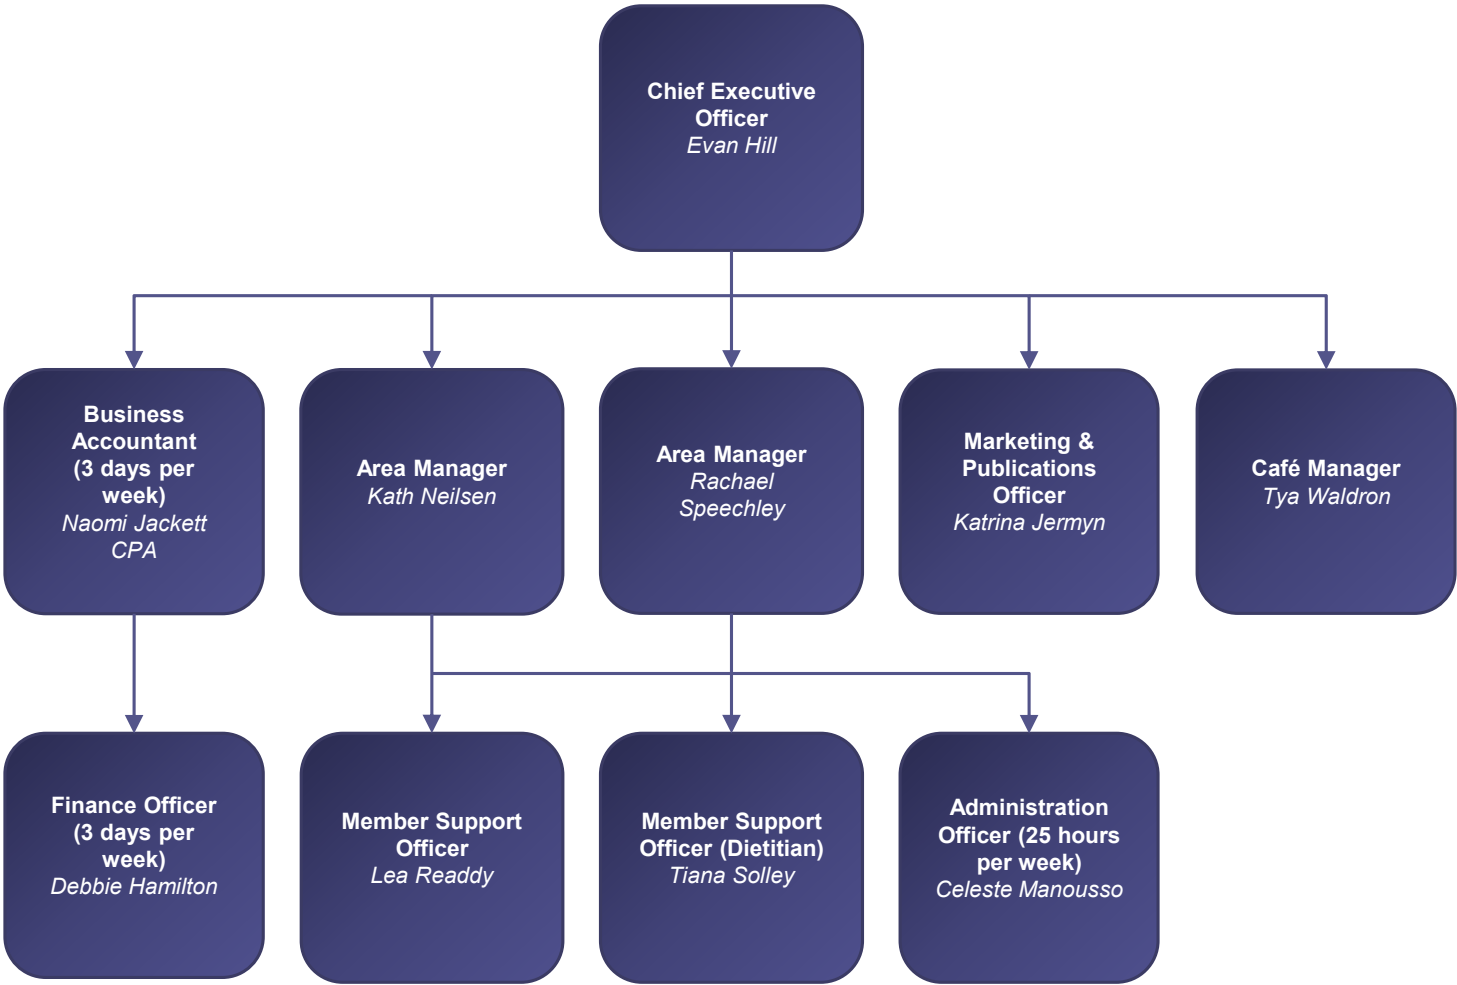 Chief Executive
Officer
Evan Hill
Business
Accountant
(3 days per
week)
Naomi Jackett
CPA
Area Manager
Kath Neilsen
Area Manager
Rachael
Speechley
Marketing &
Publications
Officer
Katrina Jermyn
Café Manager
Tya Waldron
Finance Officer
(3 days per
week)
Debbie Hamilton
Member Support
Officer
Lea Readdy
Member Support
Officer (Dietitian)
Tiana Solley
Administration
Officer (25 hours
per week)
Celeste Manousso